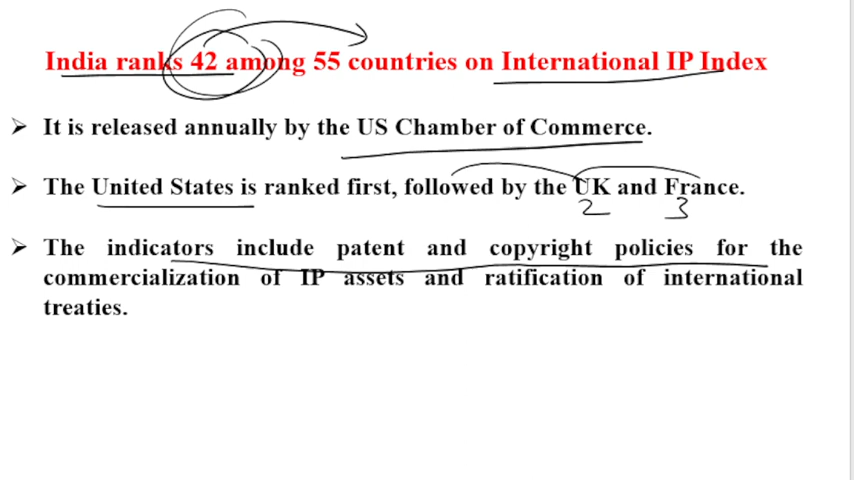 India ranks 42 among 55 countries on International IP Index
➤ It is released annually by the US Chamber of Commerce.
➤ The United States is ranked first, followed by the UK and France.
2 3
➤ The indicators include patent and copyright policies for the
commercialization of IP assets and ratification of international
treaties.